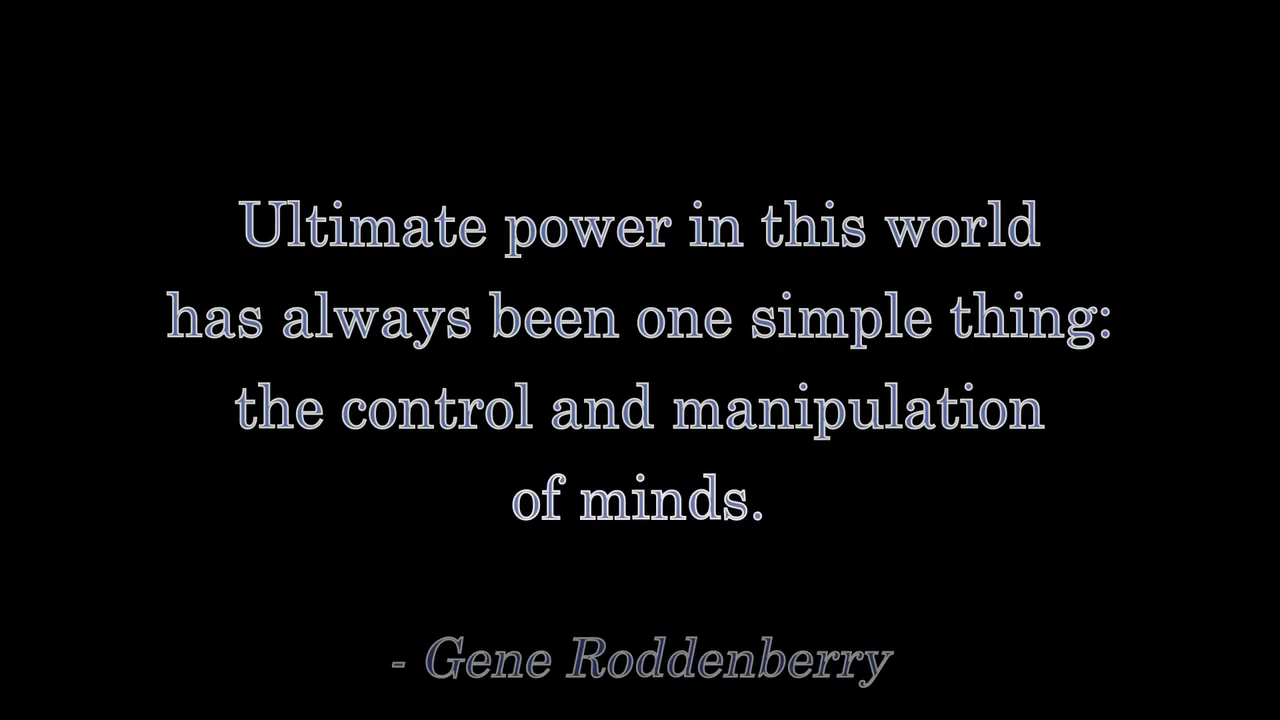 Ultimate power in this world
has always been one simple thing:
the control and manipulation
of minds.
- Gene Roddenberry